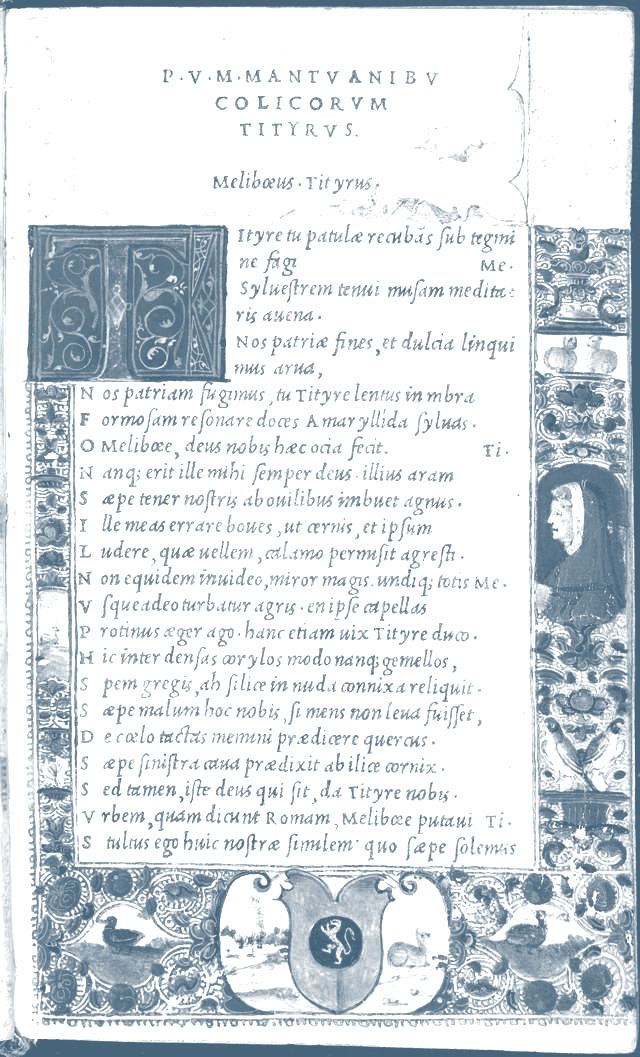 P·V·M·MANTVANIBV
COLICORVM
TITYRVS.
Melibœus·Tityrus·
TItyre tu patulæ recubãs ſub tegmi
ne fagi Me·
Sylueſtrem tenui muſam medita:
ris auena·
Nos patriæ fines, et dulcia linqui
mus arua,
N os patriam fugimus, tu Tityre lentus in mbra
F ormoſam reſonare doces Amaryllida ſyluas·
O Melibœe, deus nobis hæc ocia fecit. Ti·
N anq; erit ille mihi ſemper deus·illius aram
S æpe tener noſtris ab ouilibus imbuet agnus·
I lle meas errare boues, ut cernis, et ipſum
L udere, quæ uellem, calamo permiſit agreſti·
N on equidem inuideo, miror magis. undiq; totis Me·
V ſque adeo turbatur agris·en ipſe capellas
P rotinus æger ago·hanc etiam uix Tityre duco·
H ic inter denſas corylos modo nanq; gemellos,
S pem gregis, ah ſilice in nuda connixa reliquit·
S æpe malum hoc nobis, ſi mens non leua fuiſſet,
D e cœlo tactas memini prædicere quercus·
S æpe ſiniſtra caua prædixit ab ilice cornix·
S ed tamen, iſte deus qui ſit, da Tityre nobis·
V rbem, quam dicunt Romam, Melibœe putaui Ti·
S tultus ego huic noſtræ ſimilem· quo ſæpe ſolemus